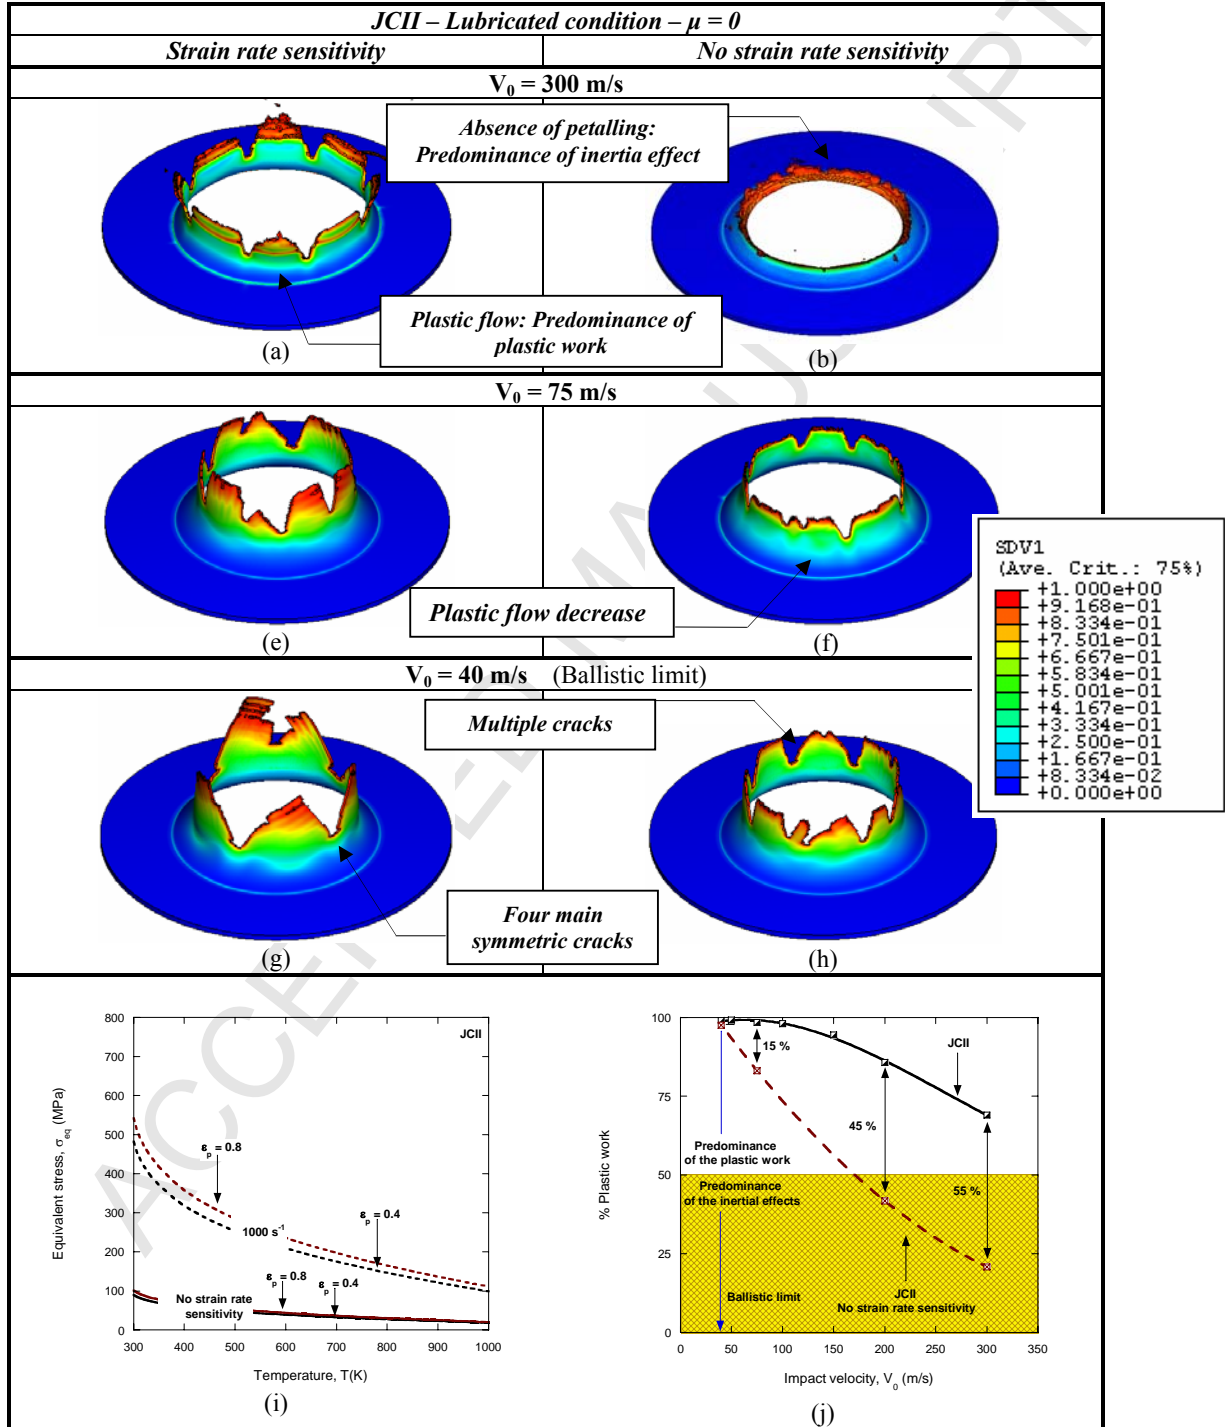 JCII – Lubricated condition – μ = 0
Strain rate sensitivity
No strain rate sensitivity
V0 = 300 m/s
Absence of petalling:
Predominance of inertia effect
Plastic flow: Predominance of
plastic work
(a)
(b)
V0 = 75 m/s
Plastic flow decrease
(e)
(f)
SDV1
(Ave. Crit.: 75%)
+1.000e+00
+9.168e-01
+8.334e-01
+7.501e-01
+6.667e-01
+5.834e-01
+5.001e-01
+4.167e-01
+3.334e-01
+2.500e-01
+1.667e-01
+8.334e-02
+0.000e+00
V0 = 40 m/s (Ballistic limit)
Multiple cracks
Four main
symmetric cracks
(g)
(h)
800
700
600
500
400
300
200
100
0
300 400 500 600 700 800 900 1000
Equivalent stress, σeq (MPa)
Temperature, T(K)
JCII
εp = 0.8
1000 s-1
εp = 0.4
εp = 0.8
εp = 0.4
No strain rate
sensitivity
(i)
100
75
50
25
0
0 50 100 150 200 250 300 350
% Plastic work
Impact velocity, V0 (m/s)
15 %
JCII
45 %
Predominance
of the plastic work
Predominance
of the inertial effects
55 %
Ballistic limit
JCII
No strain rate sensitivity
(j)
ACCEPTED MANUSCRIPT